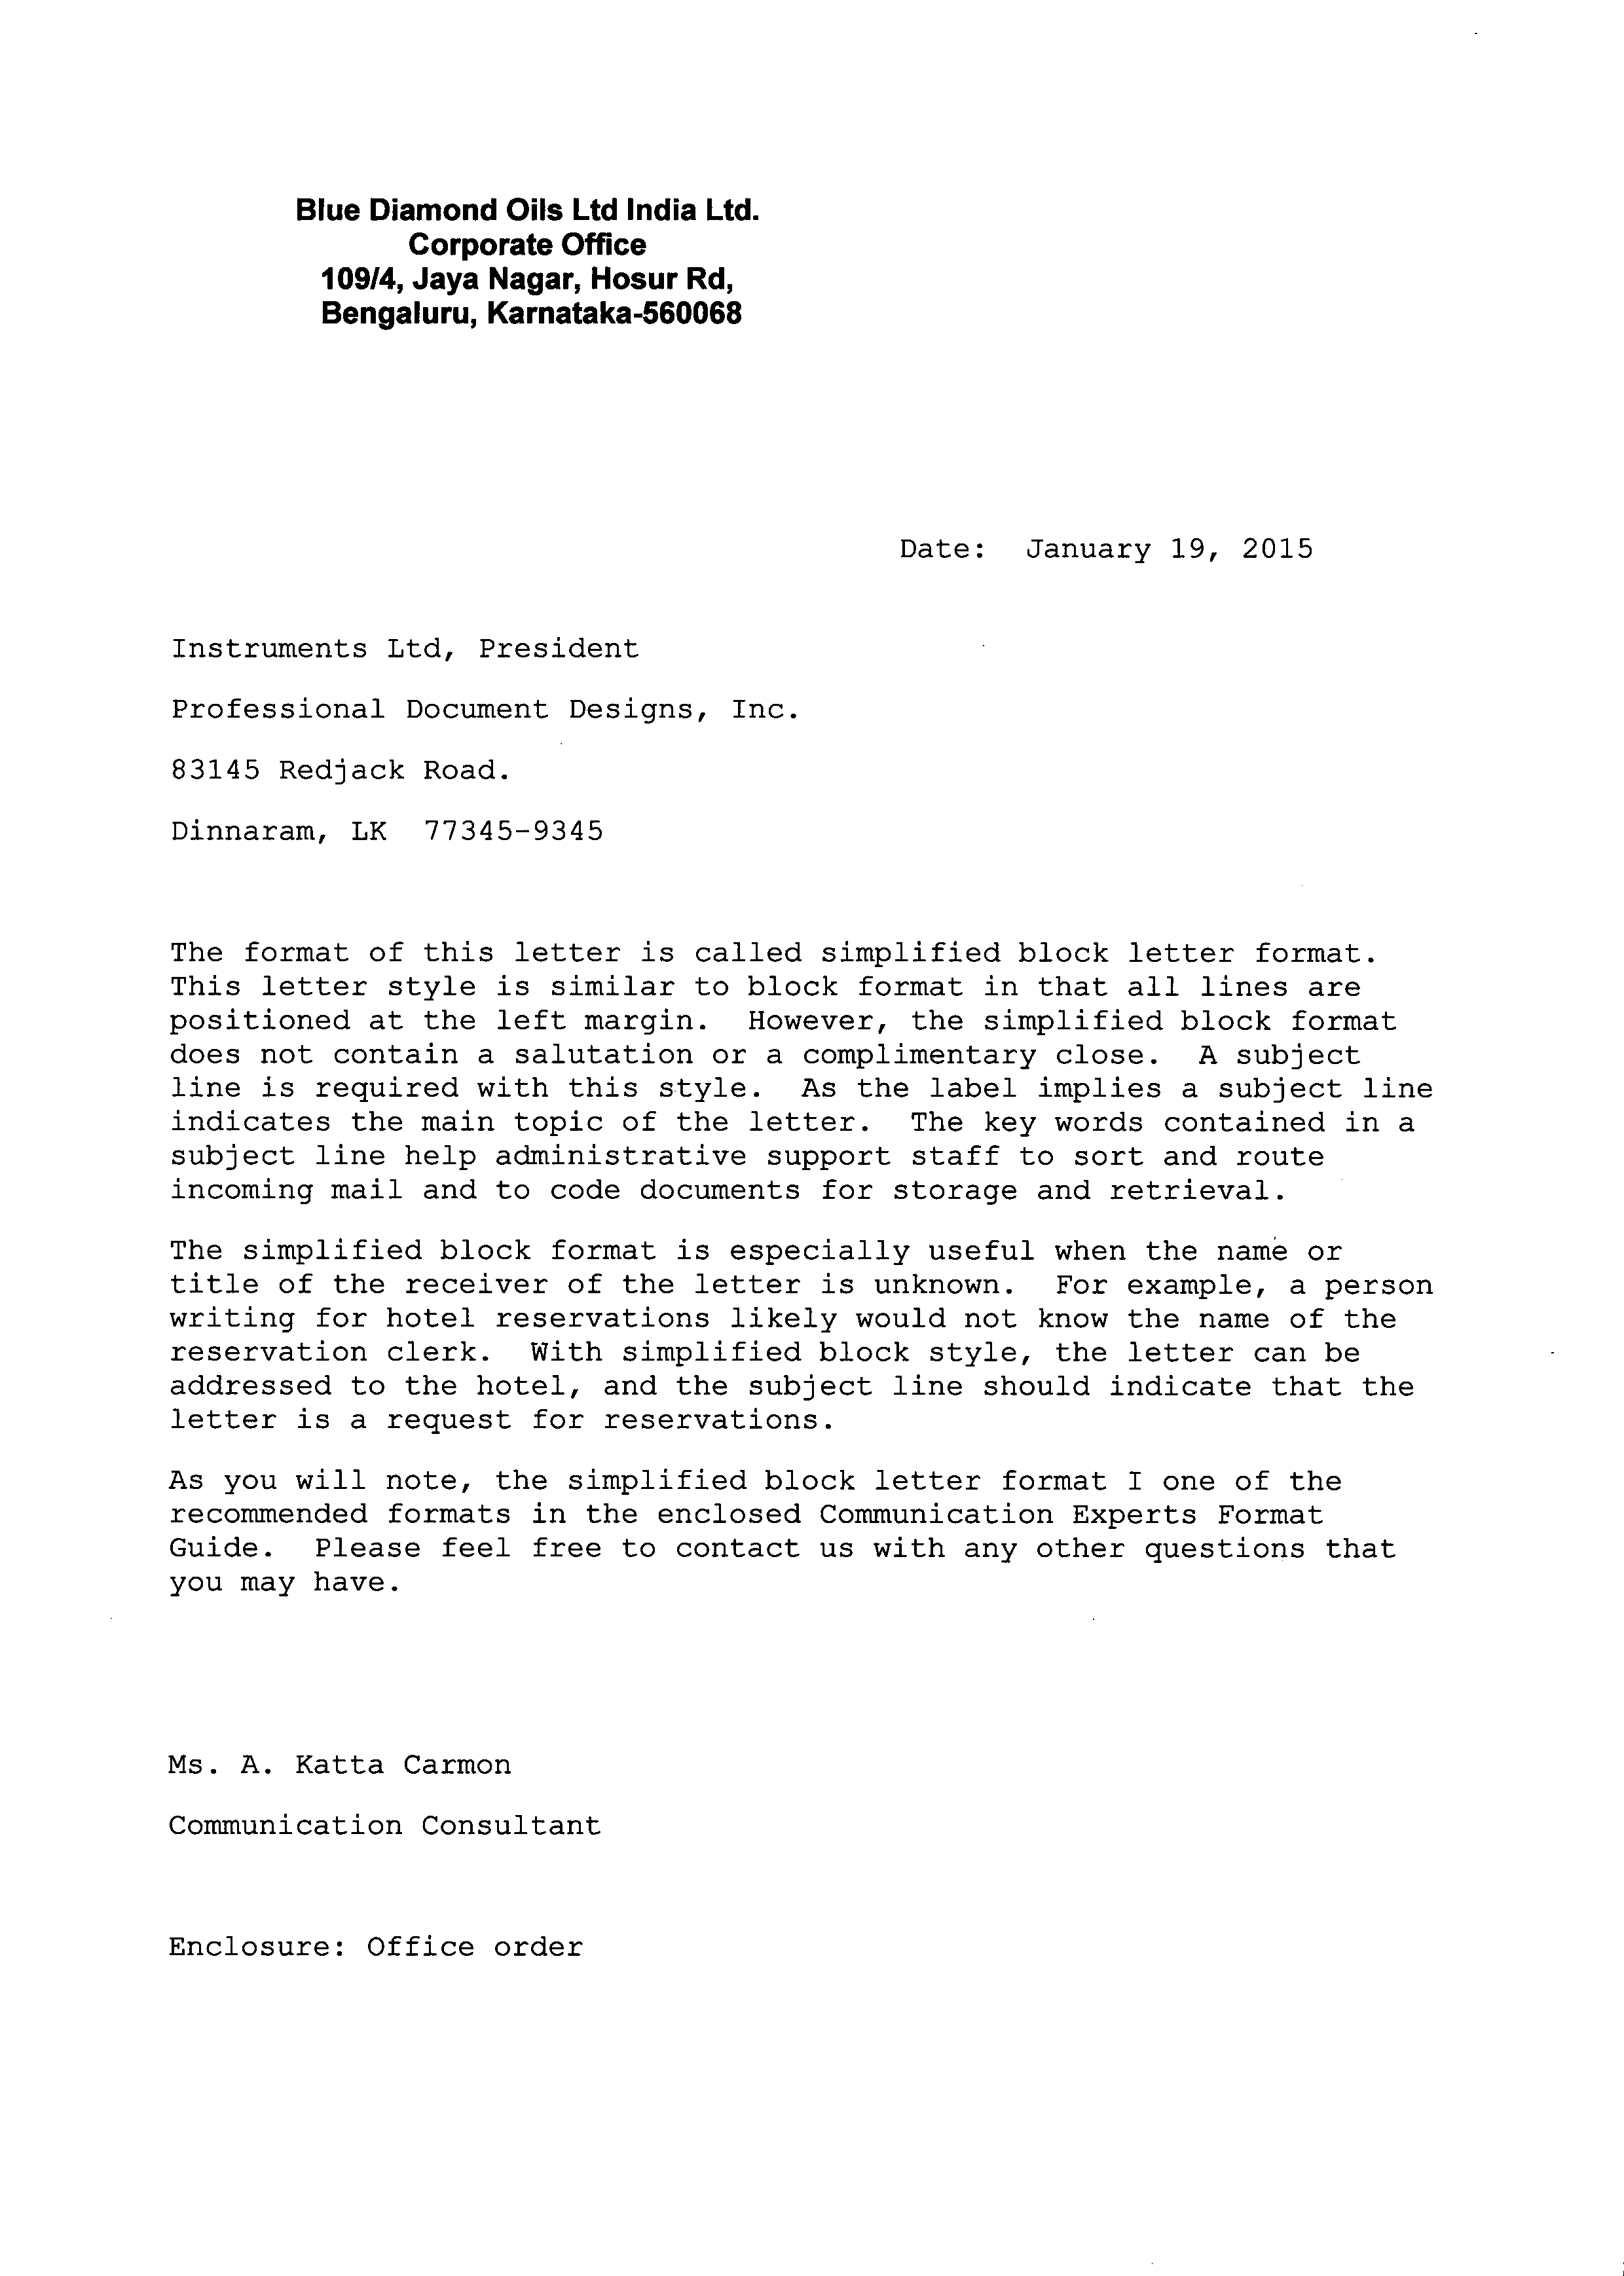 Blue Diamond Oils Ltd India Ltd.
Corporate Office
109/4, Jaya Nagar, Hosur Rd,
Bengaluru, Karnataka-560068
Date:  January 19, 2015
Instruments Ltd, President
Professional Document Designs, Inc.
83145 Redjack Road.
Dinnaram, LK  77345-9345
The format of this letter is called simplified block letter format.
This letter style is similar to block format in that all lines are
positioned at the left margin.  However, the simplified block format
does not contain a salutation or a complimentary close.  A subject
line is required with this style.  As the label implies a subject line
indicates the main topic of the letter.  The key words contained in a
subject line help administrative support staff to sort and route
incoming mail and to code documents for storage and retrieval.
The simplified block format is especially useful when the name or
title of the receiver of the letter is unknown.  For example, a person
writing for hotel reservations likely would not know the name of the
reservation clerk.  With simplified block style, the letter can be
addressed to the hotel, and the subject line should indicate that the
letter is a request for reservations.
As you will note, the simplified block letter format I one of the
recommended formats in the enclosed Communication Experts Format
Guide.  Please feel free to contact us with any other questions that
you may have.
Ms. A. Katta Carmon
Communication Consultant
Enclosure: Office order